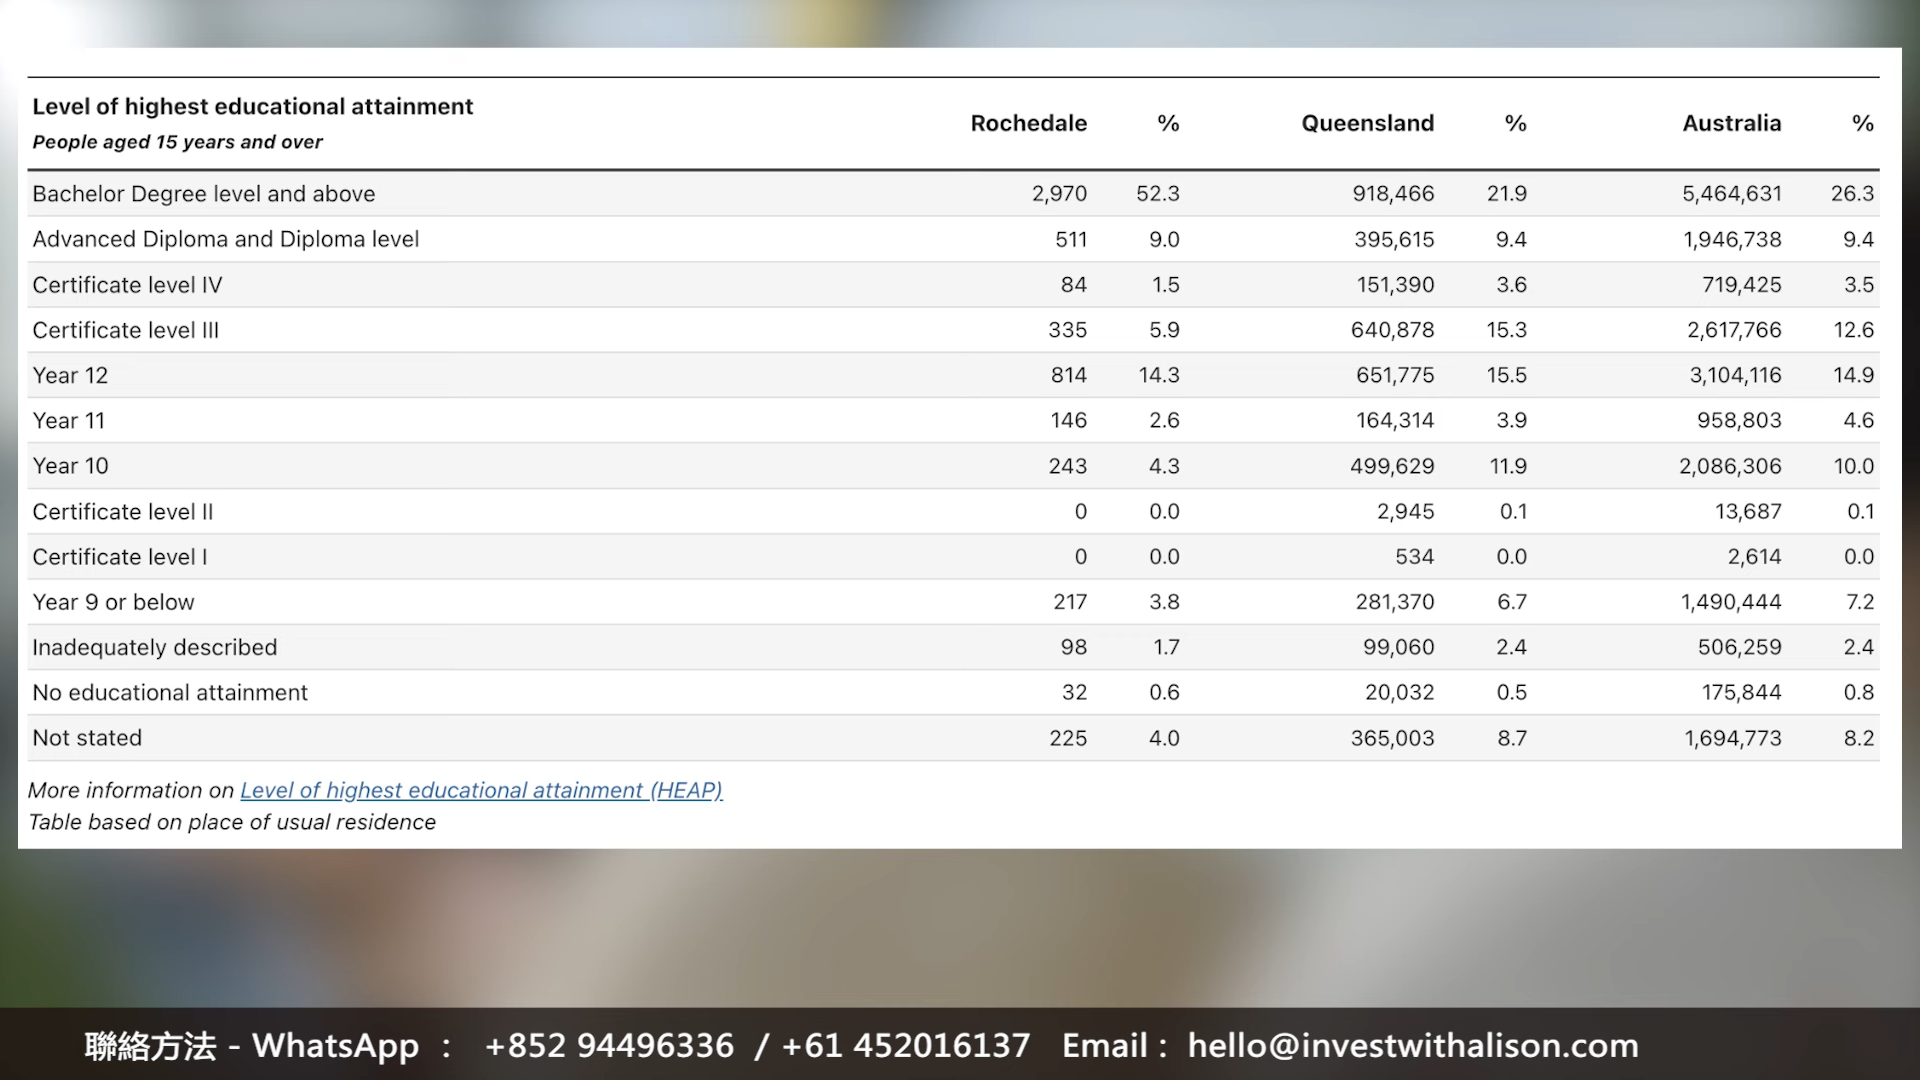 Level of highest educational attainment
People aged 15 years and over
Rochedale % Queensland % Australia %
Bachelor Degree level and above 2,970 52.3 918,466 21.9 5,464,631 26.3
Advanced Diploma and Diploma level 511 9.0 395,615 9.4 1,946,738 9.4
Certificate level IV 84 1.5 151,390 3.6 719,425 3.5
Certificate level III 335 5.9 640,878 15.3 2,617,766 12.6
Year 12 814 14.3 651,775 15.5 3,104,116 14.9
Year 11 146 2.6 164,314 3.9 958,803 4.6
Year 10 243 4.3 499,629 11.9 2,086,306 10.0
Certificate level II 0 0.0 2,945 0.1 13,687 0.1
Certificate level I 0 0.0 534 0.0 2,614 0.0
Year 9 or below 217 3.8 281,370 6.7 1,490,444 7.2
Inadequately described 98 1.7 99,060 2.4 506,259 2.4
No educational attainment 32 0.6 20,032 0.5 175,844 0.8
Not stated 225 4.0 365,003 8.7 1,694,773 8.2
More information on Level of highest educational attainment (HEAP)
Table based on place of usual residence
聯絡方法 - WhatsApp : +852 94496336 / +61 452016137 Email : hello@investwithalison.com